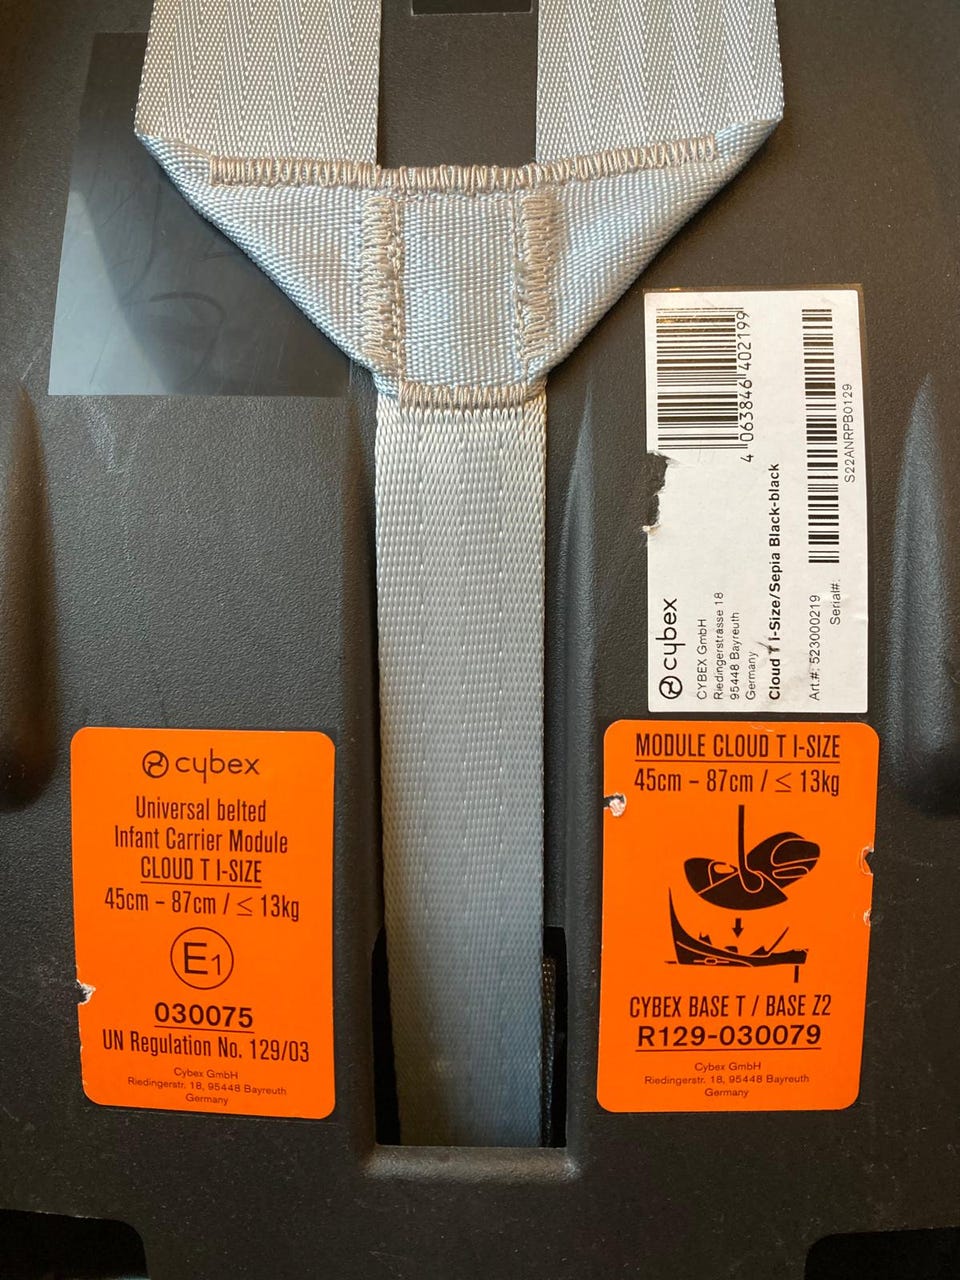 4 063846 402199
cybex
CYBEX GmbH
Riedingerstrasse 18
95448 Bayreuth
Germany
Cloud T i-Size/Sepia Black-black
Art.#: 523000219
Serial#:
S22ANRPB0129
cybex
Universal belted
Infant Carrier Module
CLOUD T I-SIZE
45cm – 87cm / ≤ 13kg
E1
030075
UN Regulation No. 129/03
Cybex GmbH
Riedingerstr. 18, 95448 Bayreuth
Germany
MODULE CLOUD T I-SIZE
45cm – 87cm / ≤ 13kg
CYBEX BASE T / BASE Z2
R129-030079
Cybex GmbH
Riedingerstr. 18, 95448 Bayreuth
Germany